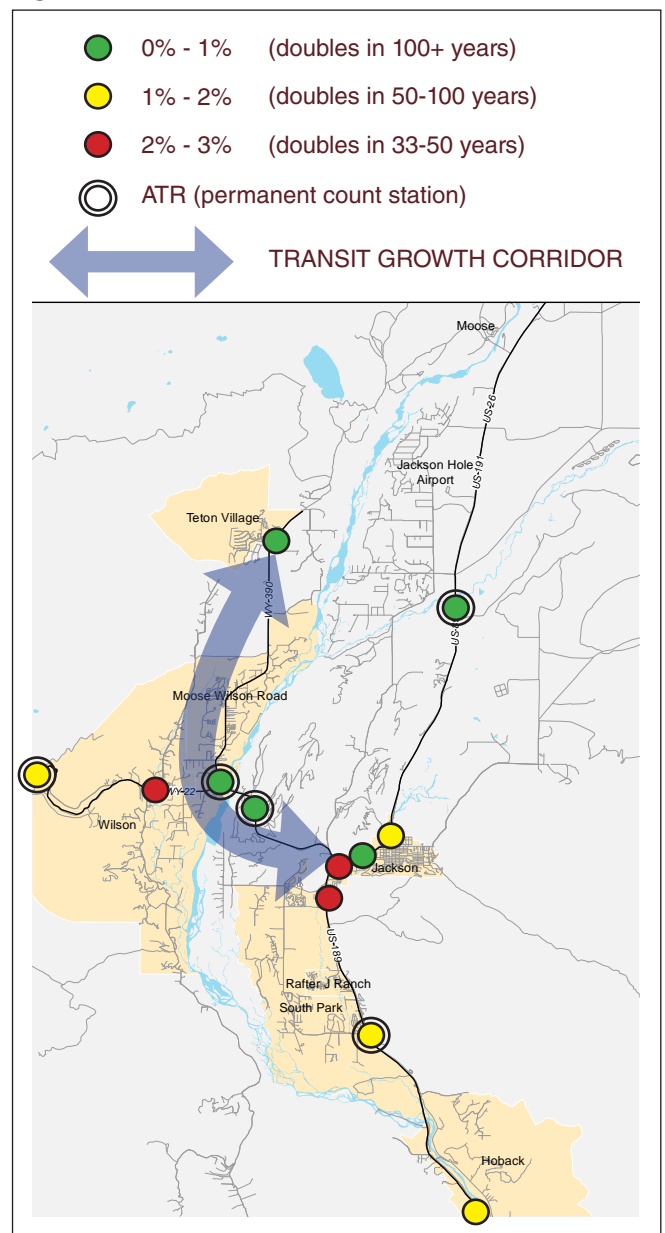 0% - 1% (doubles in 100+ years)
1% - 2% (doubles in 50-100 years)
2% - 3% (doubles in 33-50 years)
ATR (permanent count station)
TRANSIT GROWTH CORRIDOR
Moose
US-26
Jackson Hole
Airport
US-191
Teton Village
WY-390
US-
Moose Wilson Road
WY-22
Wilson
Jackson
US-189
Rafter J Ranch
South Park
Hoback